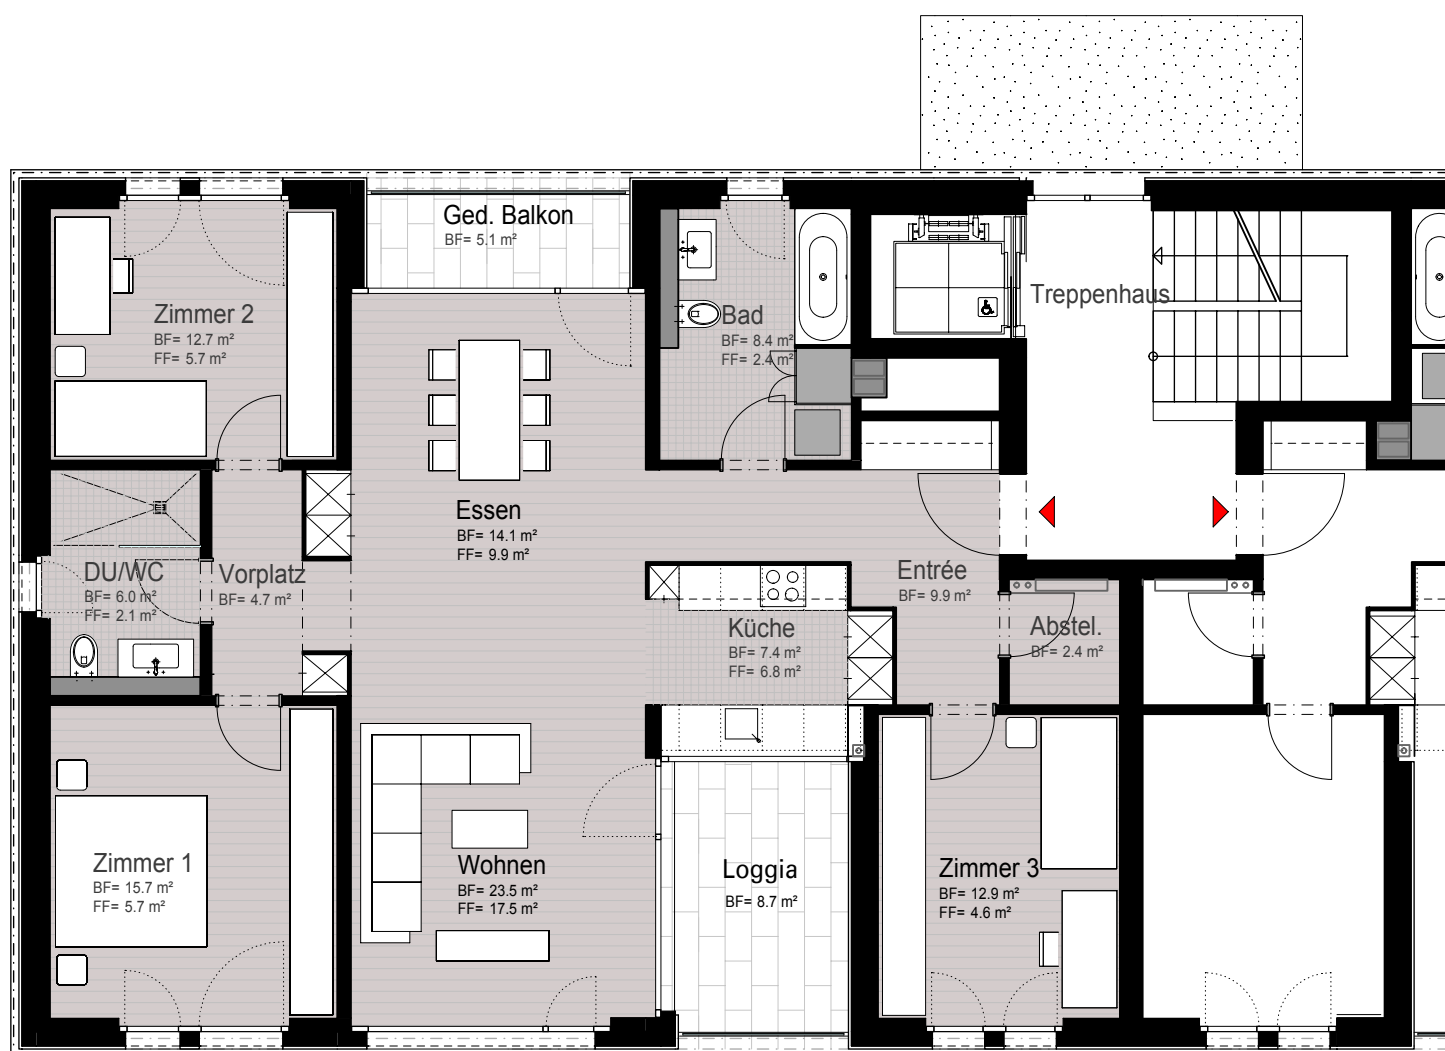 Ged. Balkon
BF= 5.1 m²
Zimmer 2
BF= 12.7 m²
FF= 5.7 m²
Bad
BF= 8.4 m²
FF= 2.4 m²
Treppenhaus
Essen
BF= 14.1 m²
FF= 9.9 m²
DU/WC
BF= 6.0 m²
FF= 2.1 m²
Vorplatz
BF= 4.7 m²
Entrée
BF= 9.9 m²
Küche
BF= 7.4 m²
FF= 6.8 m²
Abstel.
BF= 2.4 m²
Zimmer 1
BF= 15.7 m²
FF= 5.7 m²
Wohnen
BF= 23.5 m²
FF= 17.5 m²
Loggia
BF= 8.7 m²
Zimmer 3
BF= 12.9 m²
FF= 4.6 m²